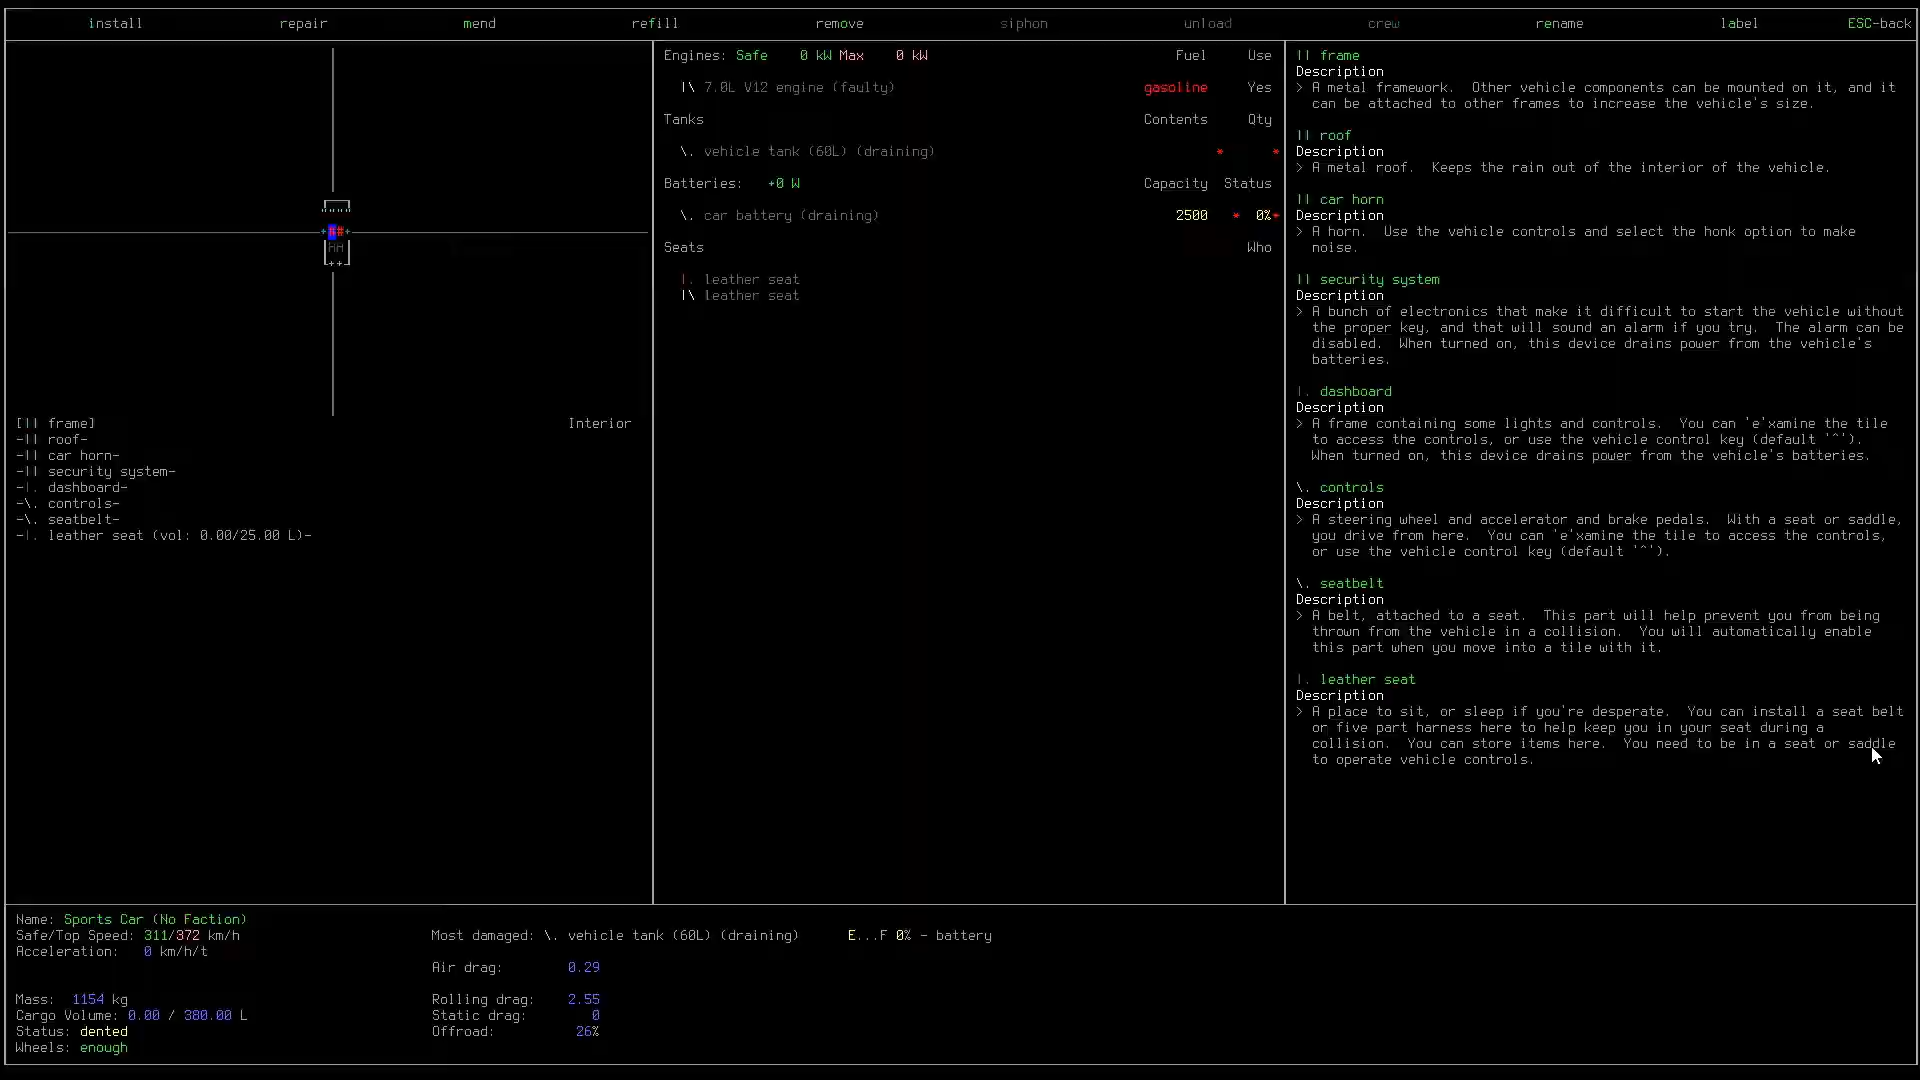 install repair mend refill remove siphon unload crew rename label ESC-back
Engines: Safe 0 kW Max 0 kW Fuel Use
|\ 7.0L V12 engine (faulty) gasoline Yes
Tanks Contents Qty
\. vehicle tank (60L) (draining) * *
Batteries: +0 W Capacity Status
\. car battery (draining) 2500 * 0%*
Seats Who
|. leather seat
|\ leather seat
[|| frame] Interior
-|| roof-
-|| car horn-
-|| security system-
-|. dashboard-
-\. controls-
-\. seatbelt-
-|. leather seat (vol: 0.00/25.00 L)-
|| frame
Description
> A metal framework.  Other vehicle components can be mounted on it, and it
can be attached to other frames to increase the vehicle's size.
|| roof
Description
> A metal roof.  Keeps the rain out of the interior of the vehicle.
|| car horn
Description
> A horn.  Use the vehicle controls and select the honk option to make
noise.
|| security system
Description
> A bunch of electronics that make it difficult to start the vehicle without
the proper key, and that will sound an alarm if you try.  The alarm can be
disabled.  When turned on, this device drains power from the vehicle's
batteries.
|. dashboard
Description
> A frame containing some lights and controls.  You can 'e'xamine the tile
to access the controls, or use the vehicle control key (default '^').
When turned on, this device drains power from the vehicle's batteries.
\. controls
Description
> A steering wheel and accelerator and brake pedals.  With a seat or saddle,
you drive from here.  You can 'e'xamine the tile to access the controls,
or use the vehicle control key (default '^').
\. seatbelt
Description
> A belt, attached to a seat.  This part will help prevent you from being
thrown from the vehicle in a collision.  You will automatically enable
this part when you move into a tile with it.
|. leather seat
Description
> A place to sit, or sleep if you're desperate.  You can install a seat belt
or five part harness here to help keep you in your seat during a
collision.  You can store items here.  You need to be in a seat or saddle
to operate vehicle controls.
Name: Sports Car (No Faction)
Safe/Top Speed: 311/372 km/h
Acceleration: 0 km/h/t
Mass: 1154 kg
Cargo Volume: 0.00 / 380.00 L
Status: dented
Wheels: enough
Most damaged: \. vehicle tank (60L) (draining)
Air drag: 0.29
Rolling drag: 2.55
Static drag: 0
Offroad: 26%
E...F 0% - battery